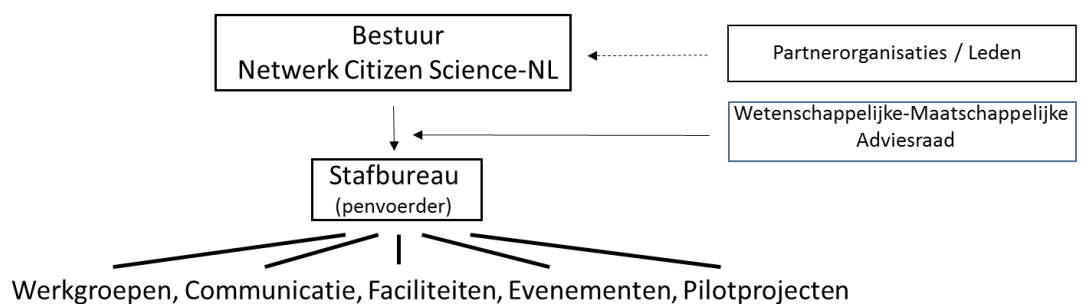 Bestuur
Netwerk Citizen Science-NL
Partnerorganisaties / Leden
Wetenschappelijke-Maatschappelijke
Adviesraad
Stafbureau
(penvoerder)
Werkgroepen, Communicatie, Faciliteiten, Evenementen, Pilotprojecten